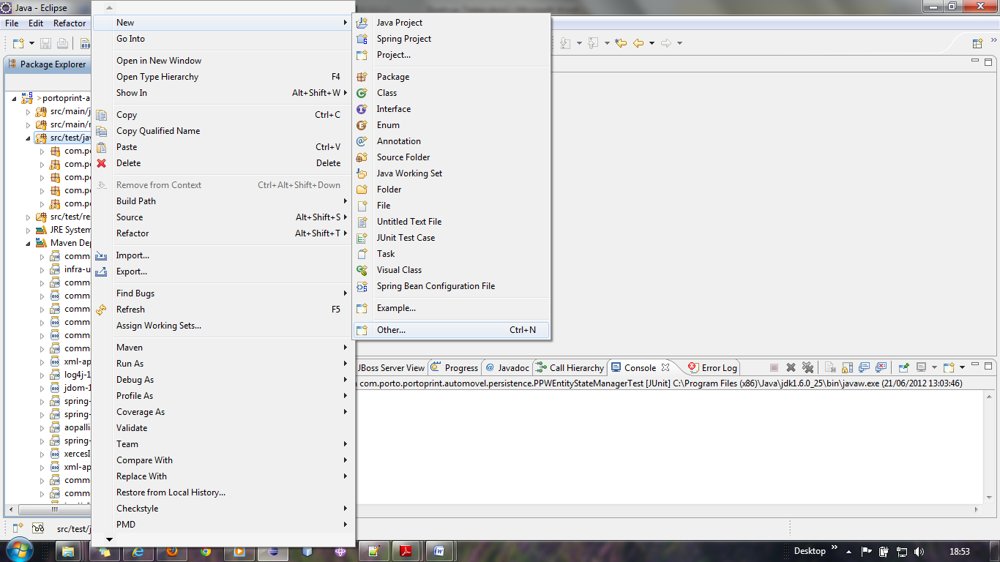 Java - Eclipse
File Edit Refactor
Package Explorer
>portoprint-a
src/main/j
src/main/r
src/test/jav
com.po
com.po
com.po
com.po
com.po
src/test/re
JRE System
Maven Dep
comm
infra-u
comm
comm
comm
comm
comm
comm
xml-ap
log4j-1
jdom-1
spring-
spring-
aopallia
spring-
xercesI
xml-ap
comm
comm
src/test/j
New
Go Into
Open in New Window
Open Type Hierarchy F4
Show In Alt+Shift+W
Copy Ctrl+C
Copy Qualified Name
Paste Ctrl+V
Delete Delete
Remove from Context Ctrl+Alt+Shift+Down
Build Path
Source Alt+Shift+S
Refactor Alt+Shift+T
Import...
Export...
Find Bugs
Refresh F5
Assign Working Sets...
Maven
Run As
Debug As
Profile As
Coverage As
Validate
Team
Compare With
Replace With
Restore from Local History...
Checkstyle
PMD
Java Project
Spring Project
Project...
Package
Class
Interface
Enum
Annotation
Source Folder
Java Working Set
Folder
File
Untitled Text File
JUnit Test Case
Task
Visual Class
Spring Bean Configuration File
Example...
Other... Ctrl+N
JBoss Server View Progress Javadoc Call Hierarchy Console Error Log
com.porto.portoprint.automovel.persistence.PPWEntityStateManagerTest [JUnit] C:\Program Files (x86)\Java\jdk1.6.0_25\bin\javaw.exe (21/06/2012 13:03:46)
Desktop 18:53